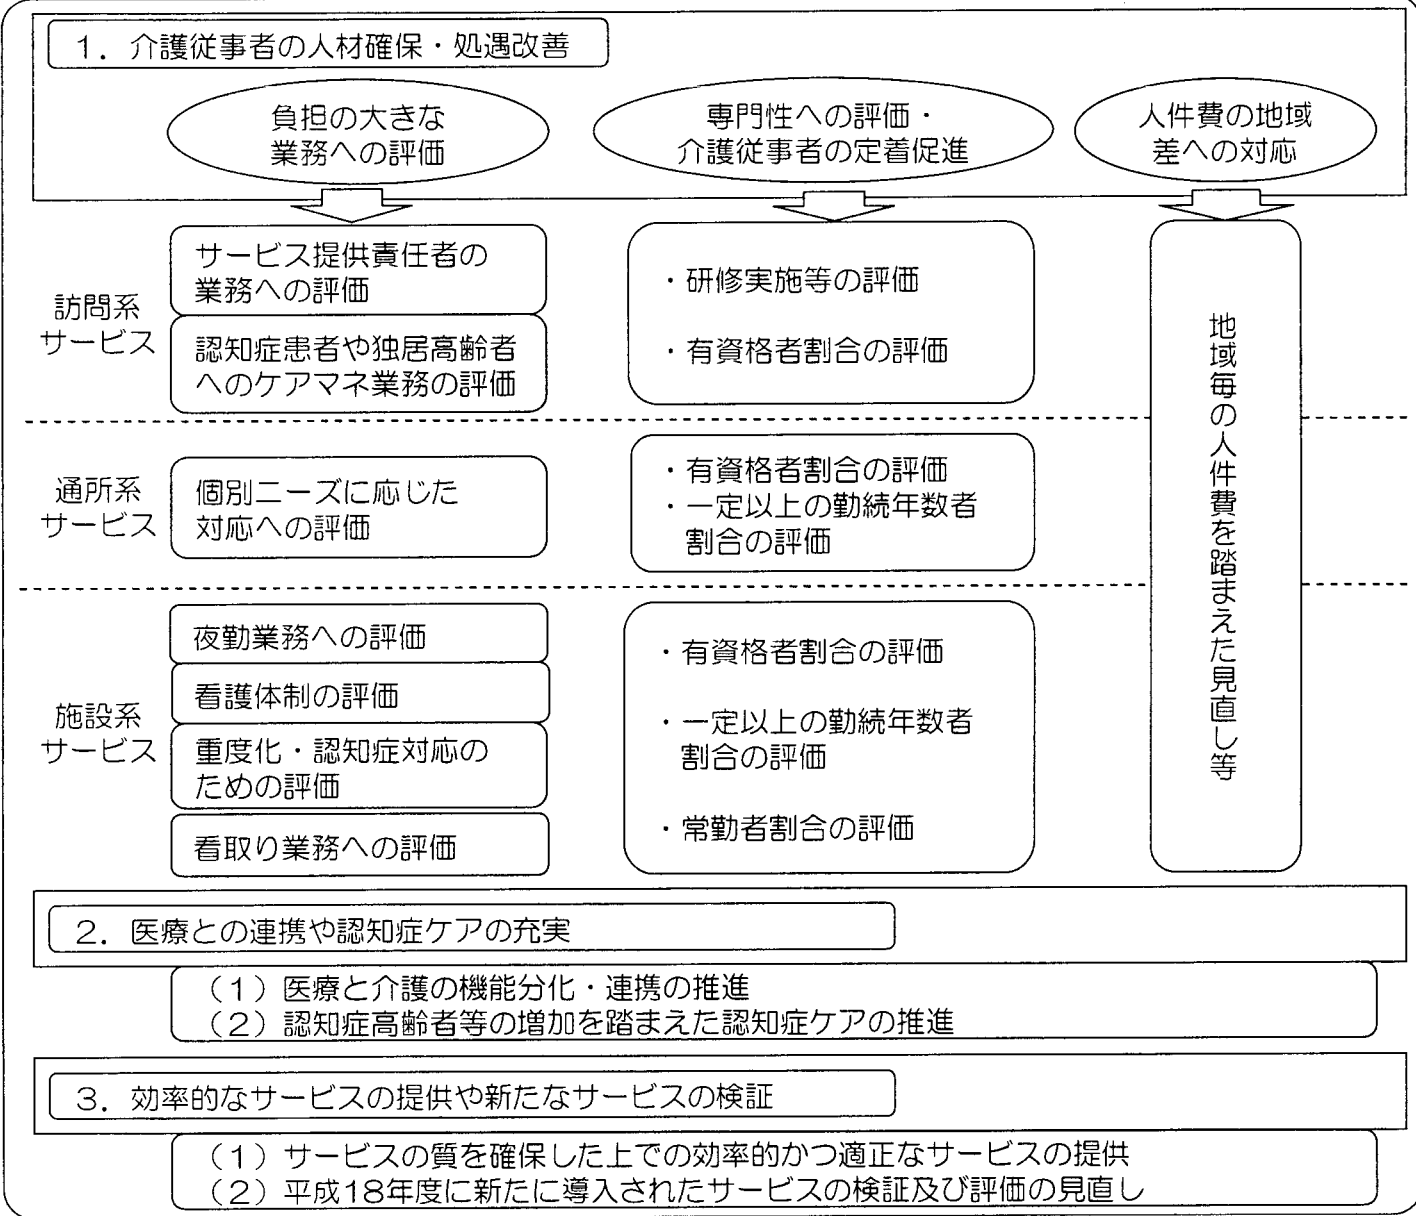 1．介護従事者の人材確保・処遇改善
負担の大きな
業務への評価
専門性への評価・
介護従事者の定着促進
人件費の地域
差への対応
訪問系
サービス
サービス提供責任者の
業務への評価
認知症患者や独居高齢者
へのケアマネ業務の評価
・研修実施等の評価
・有資格者割合の評価
地域毎の人件費を踏まえた見直し等
通所系
サービス
個別ニーズに応じた
対応への評価
・有資格者割合の評価
・一定以上の勤続年数者
割合の評価
施設系
サービス
夜勤業務への評価
看護体制の評価
重度化・認知症対応の
ための評価
看取り業務への評価
・有資格者割合の評価
・一定以上の勤続年数者
割合の評価
・常勤者割合の評価
2．医療との連携や認知症ケアの充実
（1）医療と介護の機能分化・連携の推進
（2）認知症高齢者等の増加を踏まえた認知症ケアの推進
3．効率的なサービスの提供や新たなサービスの検証
（1）サービスの質を確保した上での効率的かつ適正なサービスの提供
（2）平成18年度に新たに導入されたサービスの検証及び評価の見直し